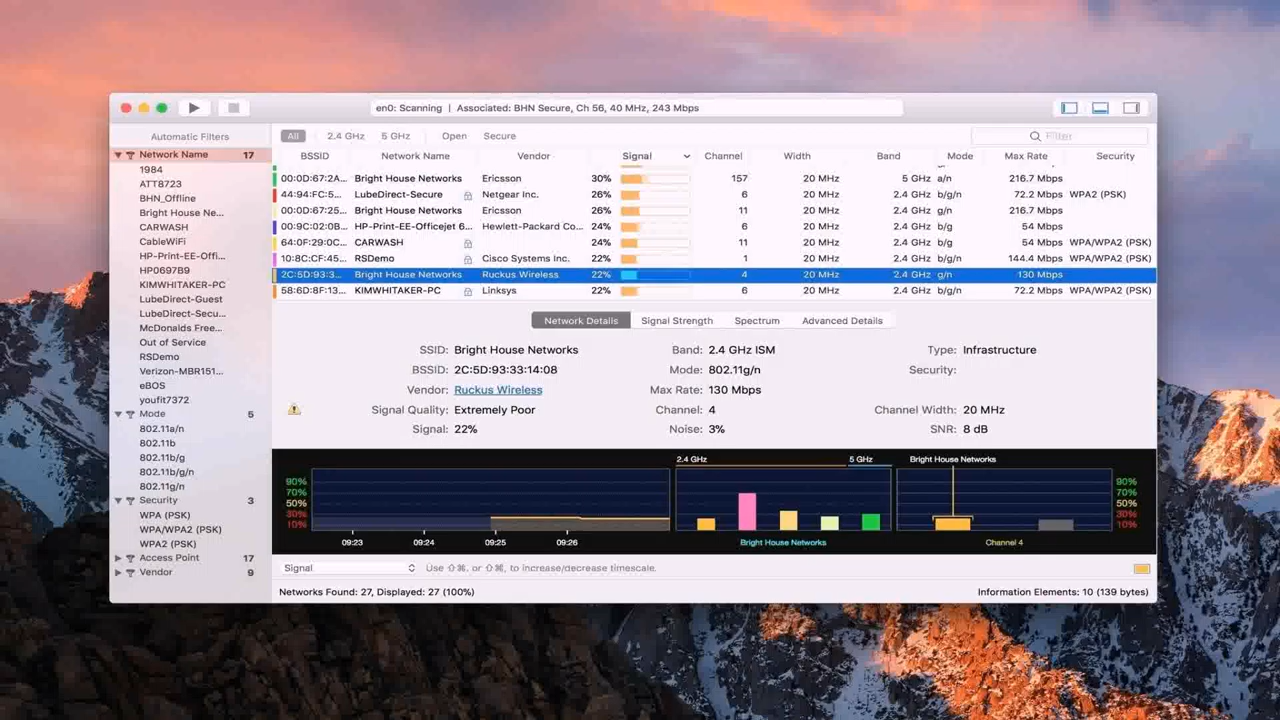 en0: Scanning | Associated: BHN Secure, Ch 56, 40 MHz, 243 Mbps
Automatic Filters
Network Name 17
1984
ATT8723
BHN_Offline
Bright House Ne...
CARWASH
CableWiFi
HP-Print-EE-Offi...
HP0697B9
KIMWHITAKER-PC
LubeDirect-Guest
LubeDirect-Secu...
McDonalds Free...
Out of Service
RSDemo
Verizon-MBR151...
eBOS
youfit7372
Mode 5
802.11a/n
802.11b
802.11b/g
802.11b/g/n
802.11g/n
Security 3
WPA (PSK)
WPA/WPA2 (PSK)
WPA2 (PSK)
Access Point 17
Vendor 9
All 2.4 GHz 5 GHz Open Secure Filter
BSSID Network Name Vendor Signal Channel Width Band Mode Max Rate Security
00:0D:67:2A... Bright House Networks Ericsson 30% 157 20 MHz 5 GHz a/n 216.7 Mbps
44:94:FC:5... LubeDirect-Secure Netgear Inc. 26% 6 20 MHz 2.4 GHz b/g/n 72.2 Mbps WPA2 (PSK)
00:0D:67:25... Bright House Networks Ericsson 26% 11 20 MHz 2.4 GHz g/n 216.7 Mbps
00:9C:02:0B... HP-Print-EE-Officejet 6... Hewlett-Packard Co... 24% 6 20 MHz 2.4 GHz b/g 54 Mbps
64:0F:29:0C... CARWASH 24% 11 20 MHz 2.4 GHz b/g 54 Mbps WPA/WPA2 (PSK)
10:8C:CF:45... RSDemo Cisco Systems Inc. 22% 1 20 MHz 2.4 GHz b/g/n 144.4 Mbps WPA/WPA2 (PSK)
2C:5D:93:3... Bright House Networks Ruckus Wireless 22% 4 20 MHz 2.4 GHz g/n 130 Mbps
58:6D:8F:13... KIMWHITAKER-PC Linksys 22% 6 20 MHz 2.4 GHz b/g/n 72.2 Mbps WPA/WPA2 (PSK)
Network Details Signal Strength Spectrum Advanced Details
SSID: Bright House Networks Band: 2.4 GHz ISM Type: Infrastructure
BSSID: 2C:5D:93:33:14:08 Mode: 802.11g/n Security:
Vendor: Ruckus Wireless Max Rate: 130 Mbps
Signal Quality: Extremely Poor Channel: 4 Channel Width: 20 MHz
Signal: 22% Noise: 3% SNR: 8 dB
2.4 GHz 5 GHz Bright House Networks
90% 90%
70% 70%
50% 50%
30% 30%
10% 10%
09:23 09:24 09:25 09:26 Bright House Networks Channel 4
Signal Use ⇧⌘, or ⇧⌘, to increase/decrease timescale.
Networks Found: 27, Displayed: 27 (100%) Information Elements: 10 (139 bytes)